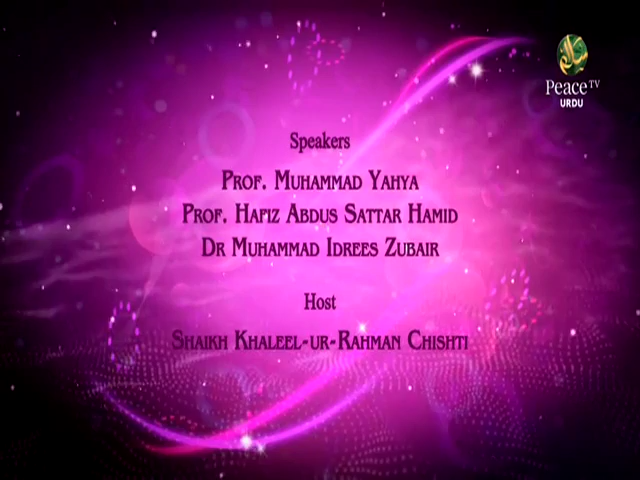 Peace TV
URDU
Speakers
Prof. Muhammad Yahya
Prof. Hafiz Abdus Sattar Hamid
Dr Muhammad Idrees Zubair
Host
Shaikh Khaleel-ur-Rahman Chishti